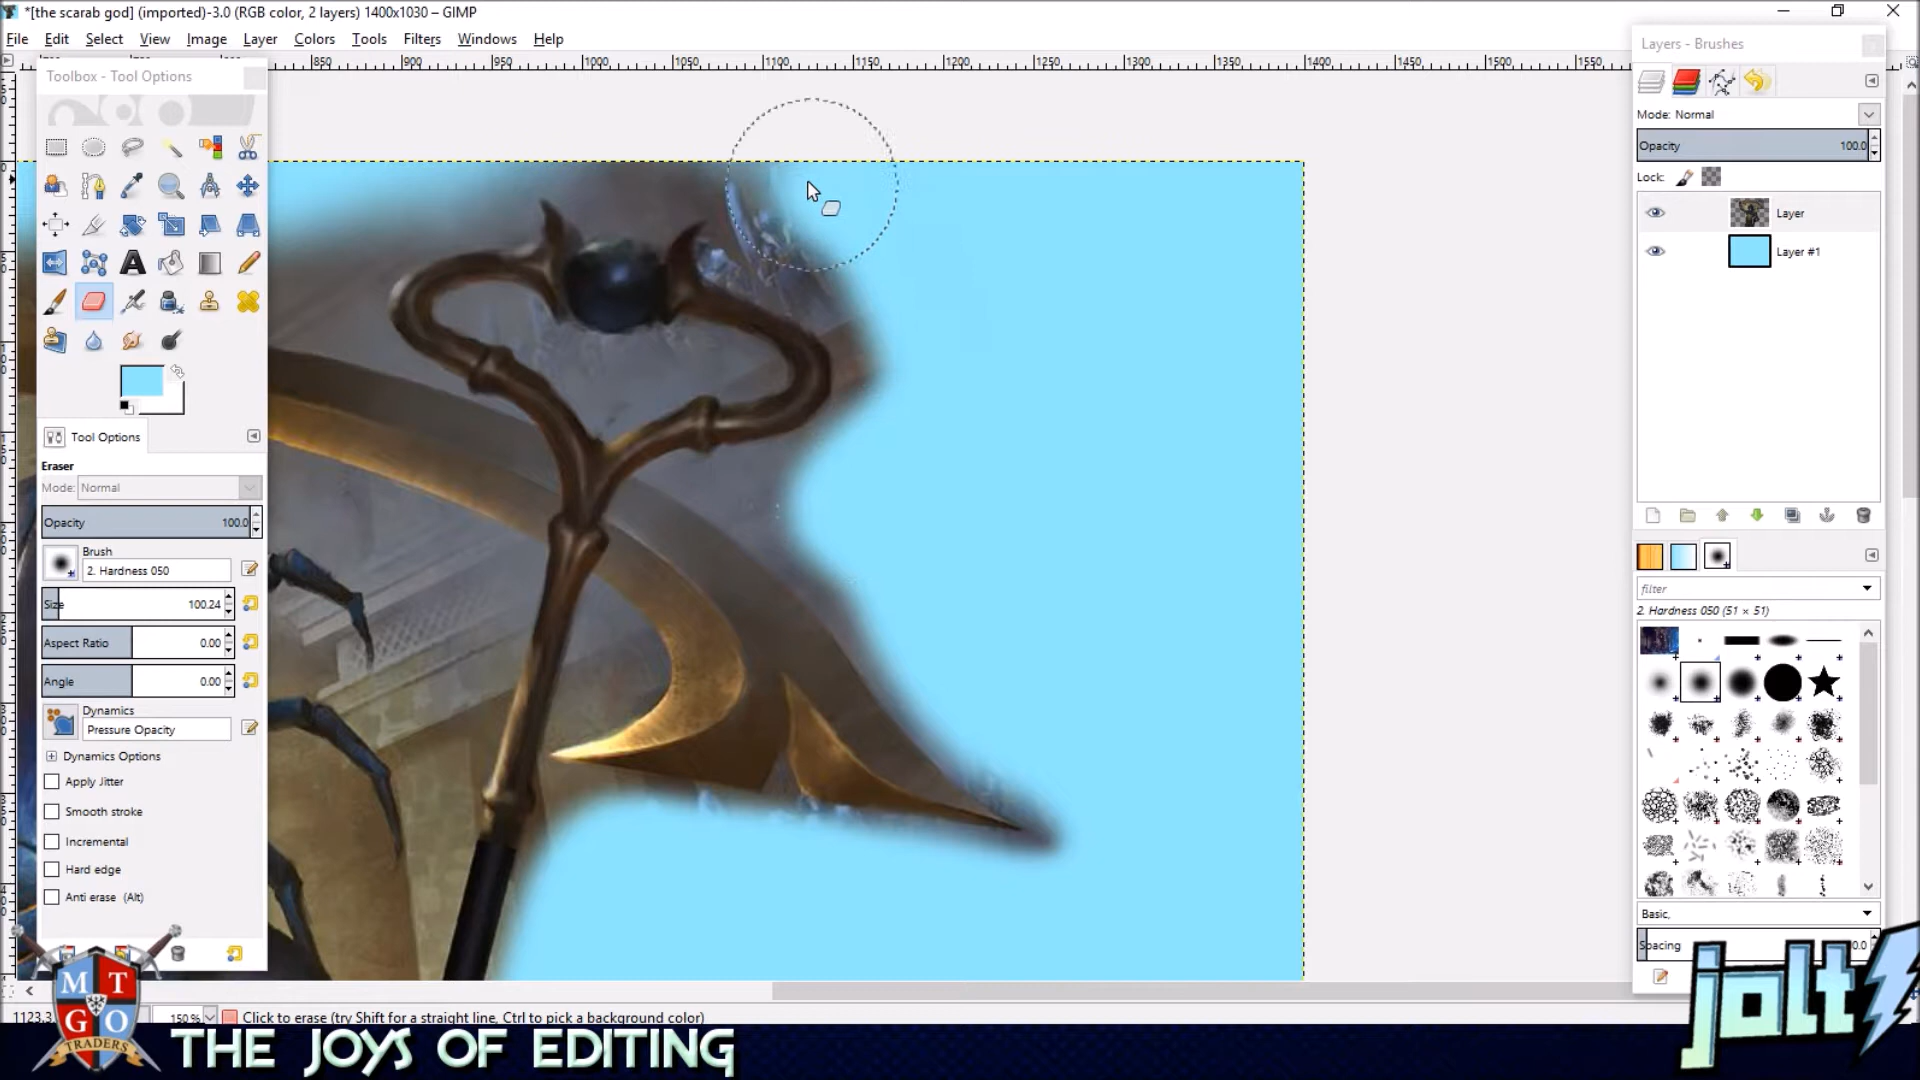 *[the scarab god] (imported)-3.0 (RGB color, 2 layers) 1400x1030 – GIMP
File Edit Select View Image Layer Colors Tools Filters Windows Help
850 900 950 1000 1050 1100 1150 1200 1250 1300 1350 1400 1450 1500 1550
Toolbox - Tool Options
Tool Options
Eraser
Mode: Normal
Opacity 100.0
Brush
2. Hardness 050
Size 100.24
Aspect Ratio 0.00
Angle 0.00
Dynamics
Pressure Opacity
Dynamics Options
Apply Jitter
Smooth stroke
Incremental
Hard edge
Anti erase (Alt)
Layers - Brushes
Mode: Normal
Opacity 100.0
Lock:
Layer
Layer #1
filter
2. Hardness 050 (51 × 51)
Basic,
Spacing
1123,3 150 % Click to erase (try Shift for a straight line, Ctrl to pick a background color)
MTGO
TRADERS
THE JOYS OF EDITING
jolt